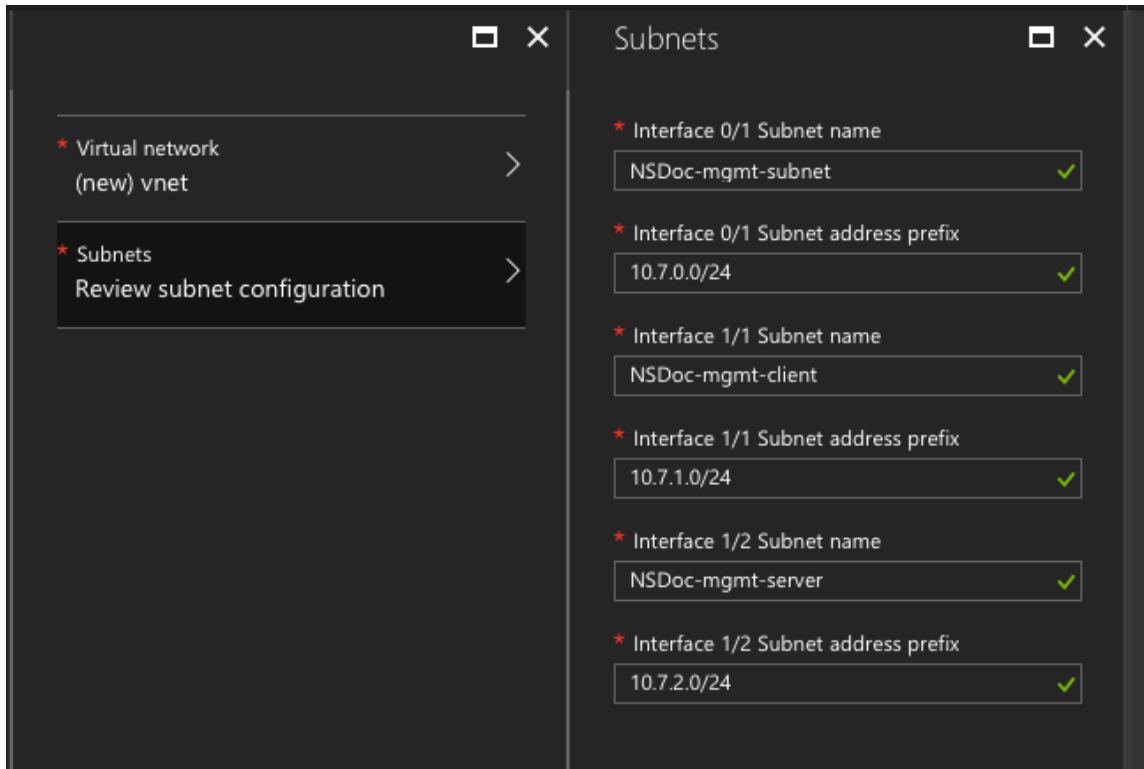 * Virtual network
(new) vnet
* Subnets
Review subnet configuration
Subnets
* Interface 0/1 Subnet name
NSDoc-mgmt-subnet
* Interface 0/1 Subnet address prefix
10.7.0.0/24
* Interface 1/1 Subnet name
NSDoc-mgmt-client
* Interface 1/1 Subnet address prefix
10.7.1.0/24
* Interface 1/2 Subnet name
NSDoc-mgmt-server
* Interface 1/2 Subnet address prefix
10.7.2.0/24